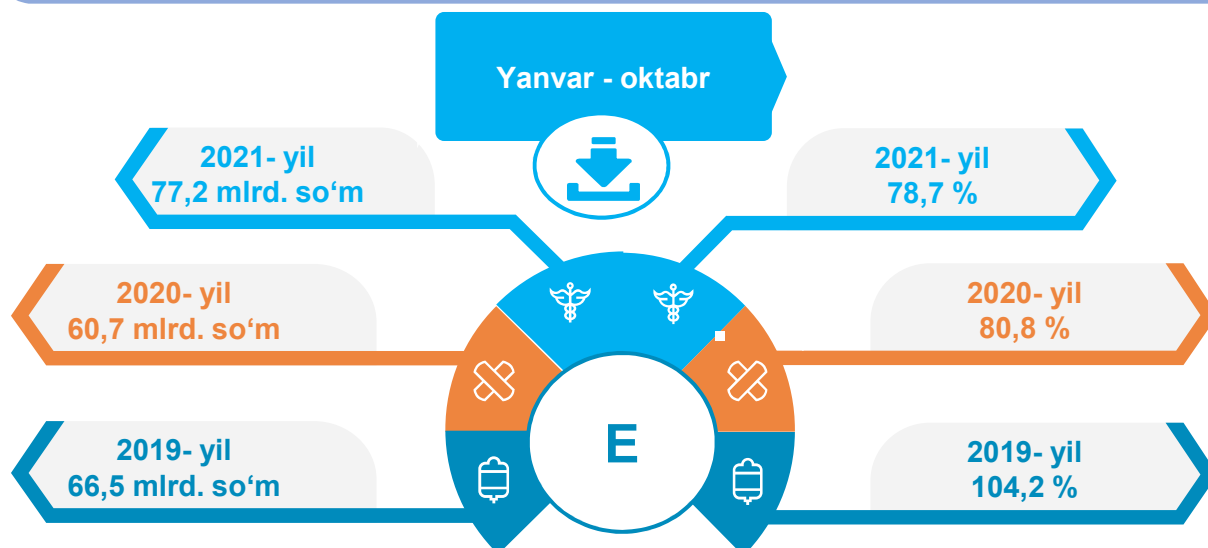 Yanvar - oktabr
2021- yil
77,2 mlrd. so‘m
2021- yil
78,7 %
2020- yil
60,7 mlrd. so‘m
2020- yil
80,8 %
2019- yil
66,5 mlrd. so‘m
2019- yil
104,2 %
E